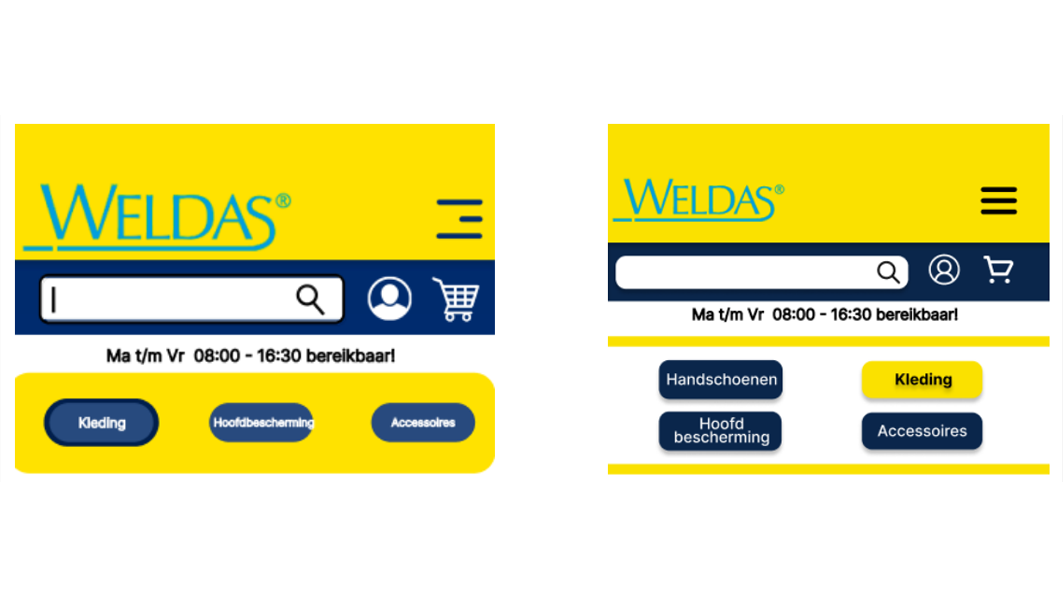 WELDAS®
Ma t/m Vr 08:00 - 16:30 bereikbaar!
Kleding
Hoofdbescherming
Accessoires
WELDAS®
Ma t/m Vr 08:00 - 16:30 bereikbaar!
Handschoenen
Kleding
Hoofd
bescherming
Accessoires